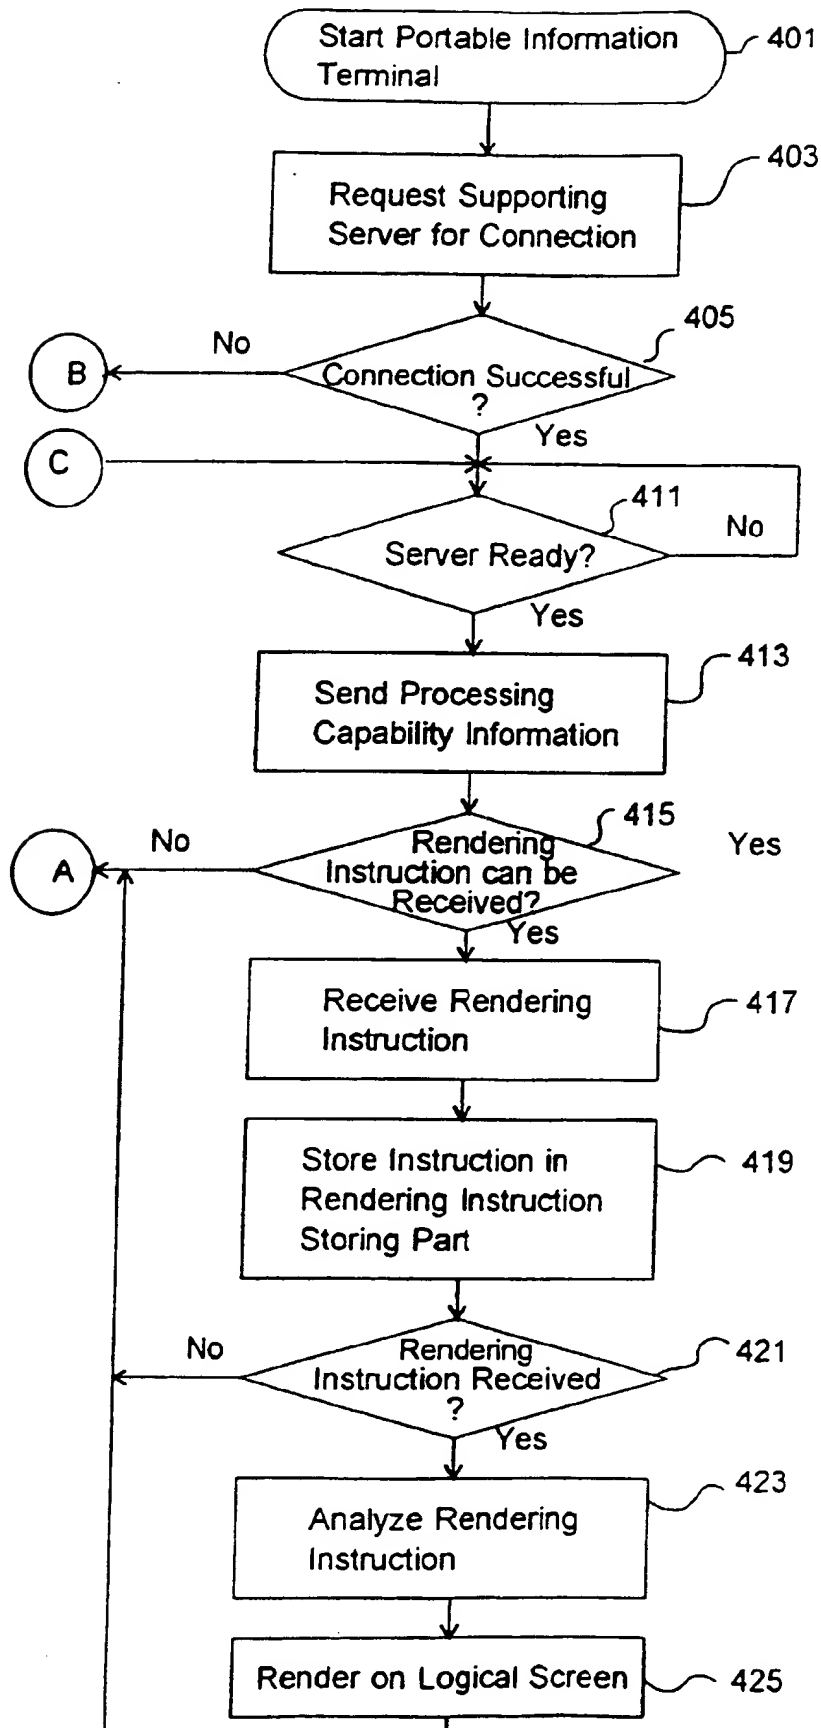 Start Portable Information
Terminal
401
403
Request Supporting
Server for Connection
405
No
B
Connection Successful
?
Yes
C
411
No
Server Ready?
Yes
413
Send Processing
Capability Information
415
Yes
No
A
Rendering
Instruction can be
Received?
Yes
Receive Rendering
Instruction
417
Store Instruction in
Rendering Instruction
Storing Part
419
No
Rendering
Instruction Received
?
421
Yes
423
Analyze Rendering
Instruction
Render on Logical Screen
425